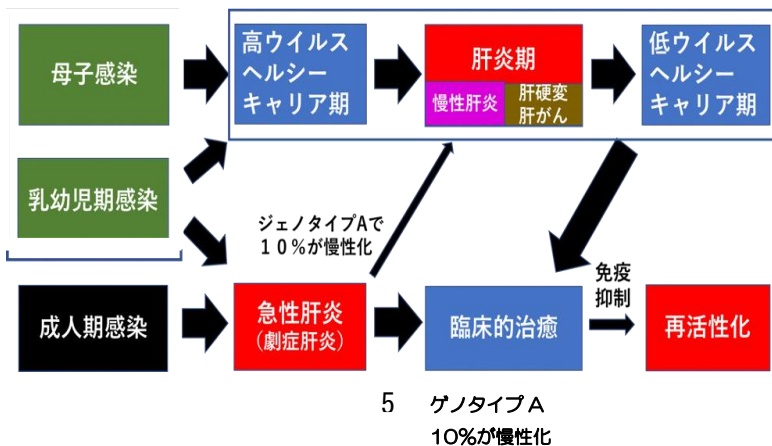 母子感染
高ウイルス
ヘルシー
キャリア期
肝炎期
慢性肝炎
肝硬変
肝がん
低ウイルス
ヘルシー
キャリア期
乳幼児期感染
ジェノタイプAで
10%が慢性化
成人期感染
急性肝炎
(劇症肝炎)
臨床的治癒
免疫
抑制
再活性化
5 ゲノタイプ A
10%が慢性化